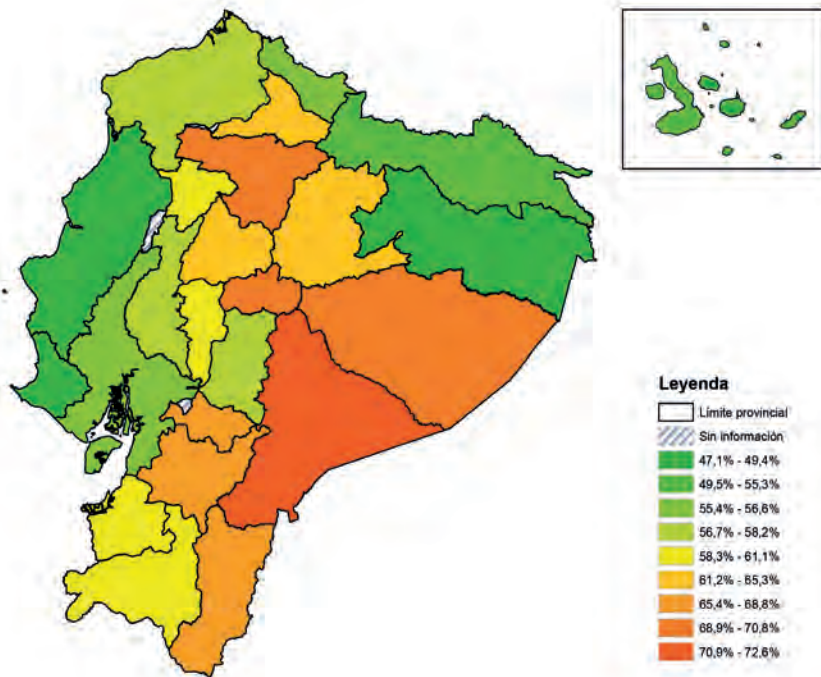 Leyenda
Límite provincial
Sin información
47,1% - 49,4%
49,5% - 55,3%
55,4% - 56,6%
56,7% - 58,2%
58,3% - 61,1%
61,2% - 65,3%
65,4% - 68,8%
68,9% - 70,8%
70,9% - 72,6%